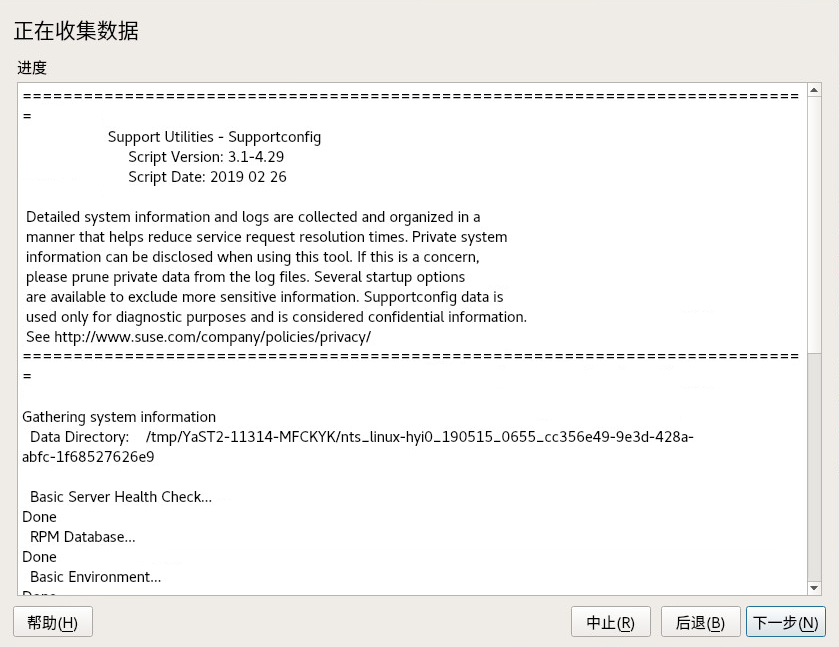 正在收集数据
进度
=============================================================================
=
Support Utilities - Supportconfig
Script Version: 3.1-4.29
Script Date: 2019 02 26
Detailed system information and logs are collected and organized in a
manner that helps reduce service request resolution times. Private system
information can be disclosed when using this tool. If this is a concern,
please prune private data from the log files. Several startup options
are available to exclude more sensitive information. Supportconfig data is
used only for diagnostic purposes and is considered confidential information.
See http://www.suse.com/company/policies/privacy/
=============================================================================
=
Gathering system information
Data Directory: /tmp/YaST2-11314-MFCKYK/nts_linux-hyi0_190515_0655_cc356e49-9e3d-428a-
abfc-1f68527626e9
Basic Server Health Check...
Done
RPM Database...
Done
Basic Environment...
Done
帮助(H)
中止(R)
后退(B)
下一步(N)